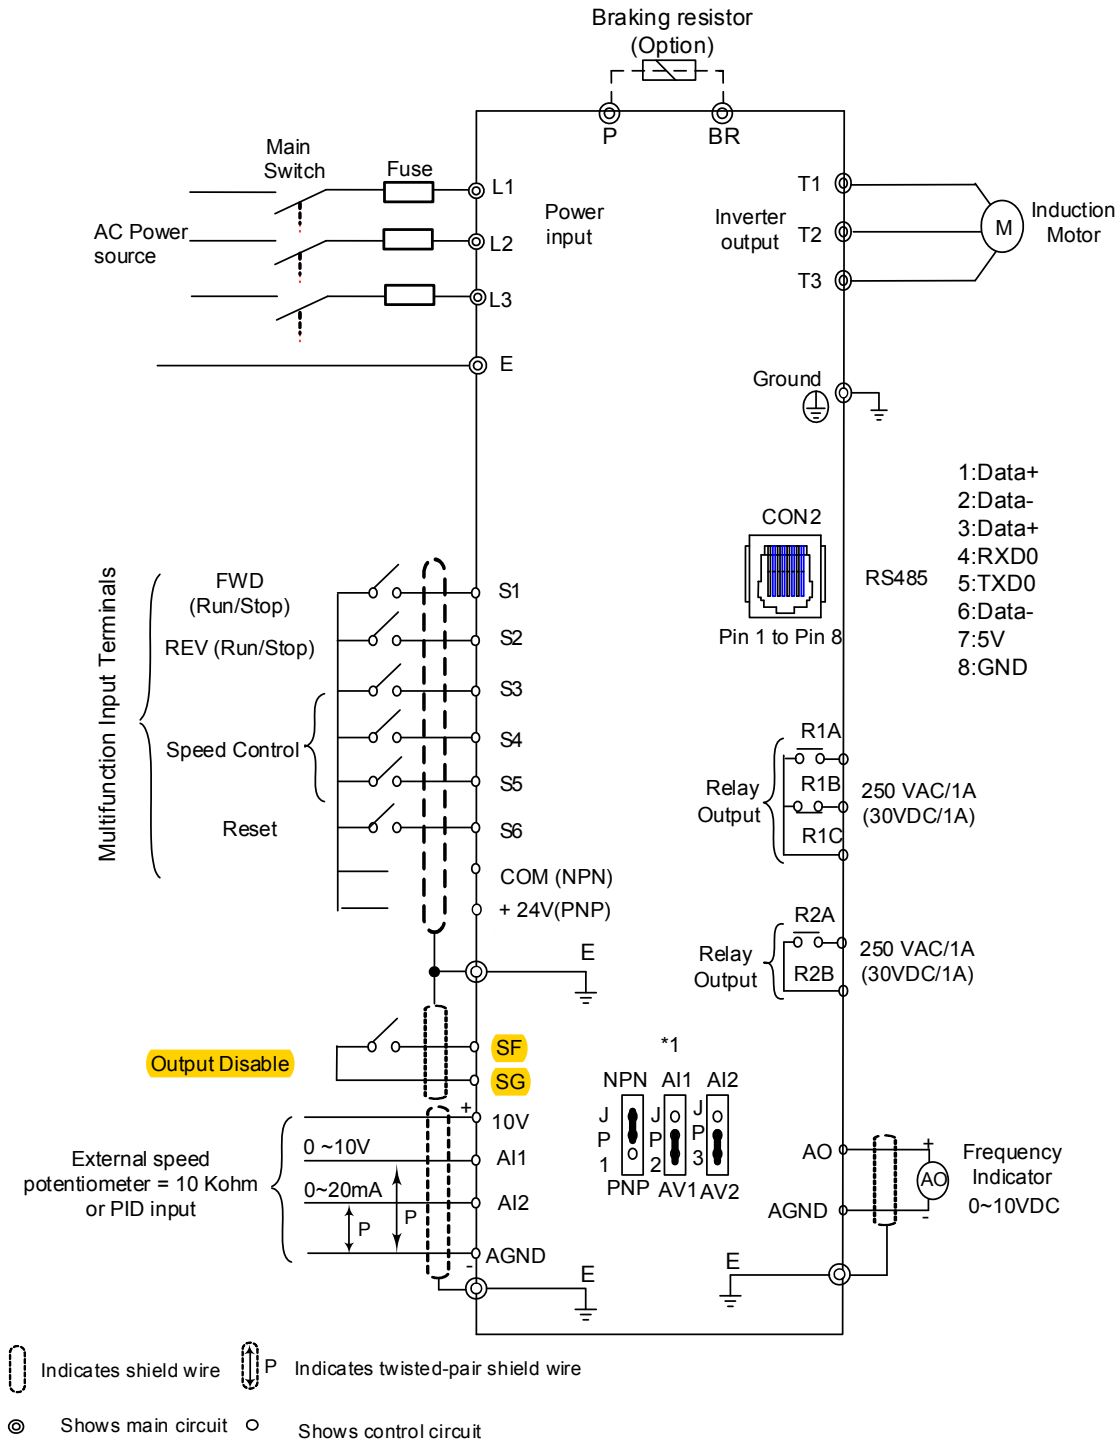 Braking resistor
(Option)
P
BR
Main
Switch
Fuse
L1
AC Power
source
L2
L3
E
Power
input
Inverter
output
T1
T2
T3
M
Induction
Motor
Ground
CON2
RS485
Pin 1 to Pin 8
1:Data+
2:Data-
3:Data+
4:RXD0
5:TXD0
6:Data-
7:5V
8:GND
Multifunction Input Terminals
FWD
(Run/Stop)
REV (Run/Stop)
Speed Control
Reset
S1
S2
S3
S4
S5
S6
COM (NPN)
+ 24V(PNP)
E
Relay
Output
R1A
R1B
R1C
250 VAC/1A
(30VDC/1A)
Relay
Output
R2A
R2B
250 VAC/1A
(30VDC/1A)
Output Disable
SF
SG
*1
NPN AI1 AI2
JP1
JP2
JP3
PNP AV1 AV2
External speed
potentiometer = 10 Kohm
or PID input
+
10V
0 ~10V
AI1
0~20mA
AI2
P
P
AGND
-
E
AO
AGND
+
AO
-
Frequency
Indicator
0~10VDC
E
Indicates shield wire
P
Indicates twisted-pair shield wire
Shows main circuit
Shows control circuit